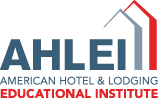 AHLEI
AMERICAN HOTEL & LODGING
EDUCATIONAL INSTITUTE